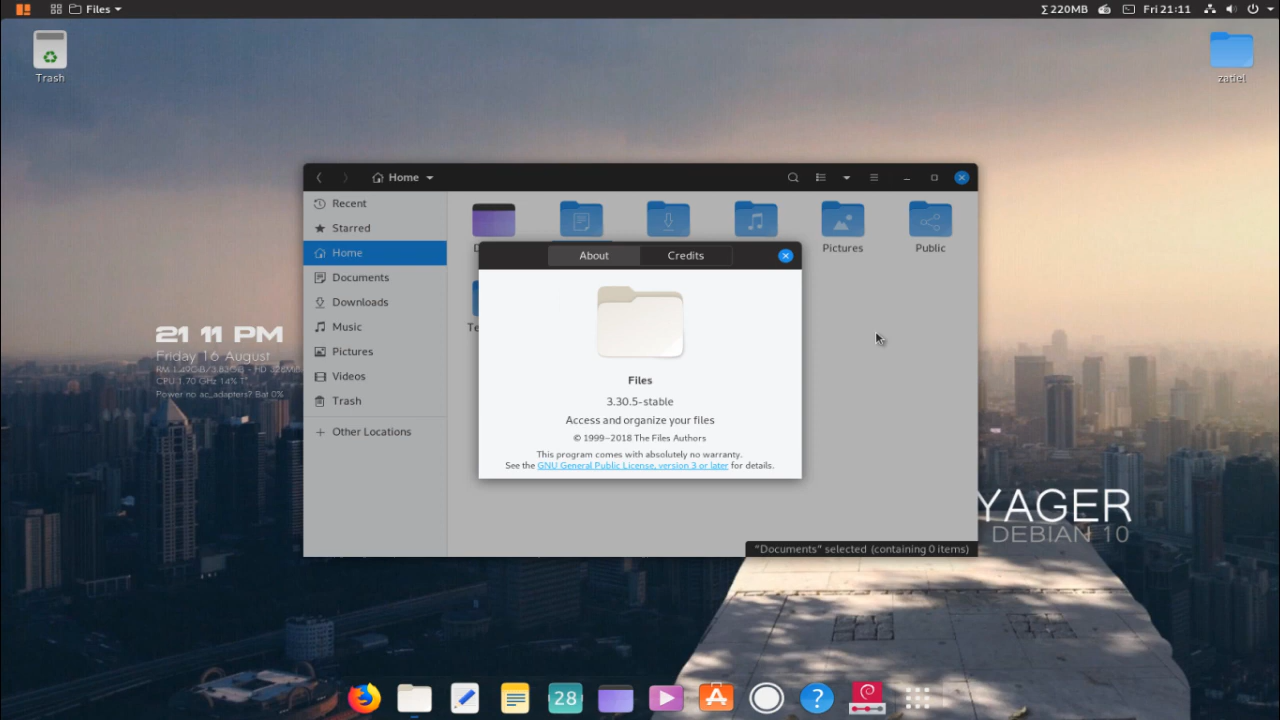 Files
∑ 220MB
Fri 21:11
Trash
zatiel
Home
Recent
Starred
Home
Documents
Downloads
Music
Pictures
Videos
Trash
Other Locations
Pictures
Public
About
Credits
Files
3.30.5-stable
Access and organize your files
© 1999–2018 The Files Authors
This program comes with absolutely no warranty.
See the GNU General Public License, version 3 or later for details.
"Documents" selected (containing 0 items)
21 11 PM
Friday 16 August
CPU 1.70 GHz 14%
Power no ac_adapters? Bat 0%
YAGER
DEBIAN 10
28
?